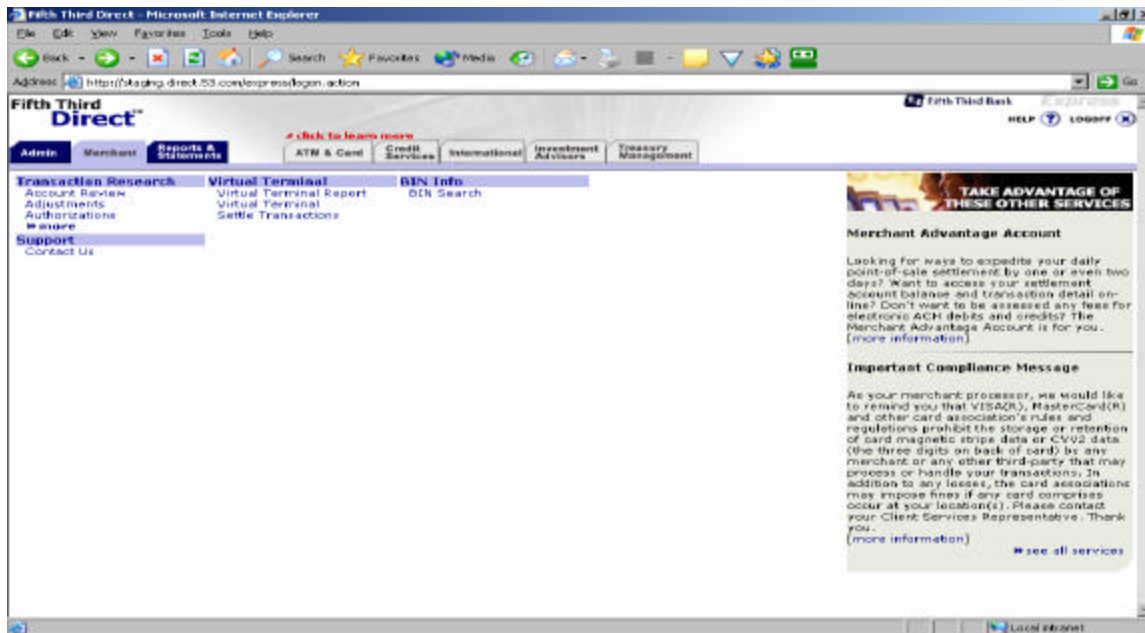 Fifth Third Direct - Microsoft Internet Explorer
File Edit View Favorites Tools Help
Back Search Favorites Media
Address http://staging.direct.53.com/express/logon.action Go
Fifth Third
Direct
Fifth Third Bank Express
HELP ? LOGOFF X
click to learn more
Admin Merchant Reports & Statements ATM & Card Credit Services International Investment Advisors Treasury Management
Transaction Research Virtual Terminal BIN Info
Account Review Virtual Terminal Report BIN Search
Adjustments Virtual Terminal
Authorizations Settle Transactions
more
Support
Contact Us
TAKE ADVANTAGE OF
THESE OTHER SERVICES
Merchant Advantage Account
Looking for ways to expedite your daily
point-of-sale settlement by one or even two
days? Want to access your settlement
account balance and transaction detail on-
line? Don't want to be assessed any fees for
electronic ACH debits and credits? The
Merchant Advantage Account is for you.
(more information)
Important Compliance Message
As your merchant processor, we would like
to remind you that VISA(R), MasterCard(R)
and other card association's rules and
regulations prohibit the storage or retention
of card magnetic stripe data or CVV2 data
(the three digits on back of card) by any
merchant or any other third-party that may
process or handle your transactions. In
addition to any losses, the card associations
may impose fines if any card comprises
occur at your location(s). Please contact
your Client Services Representative. Thank
you.
(more information)
see all services
Local intranet